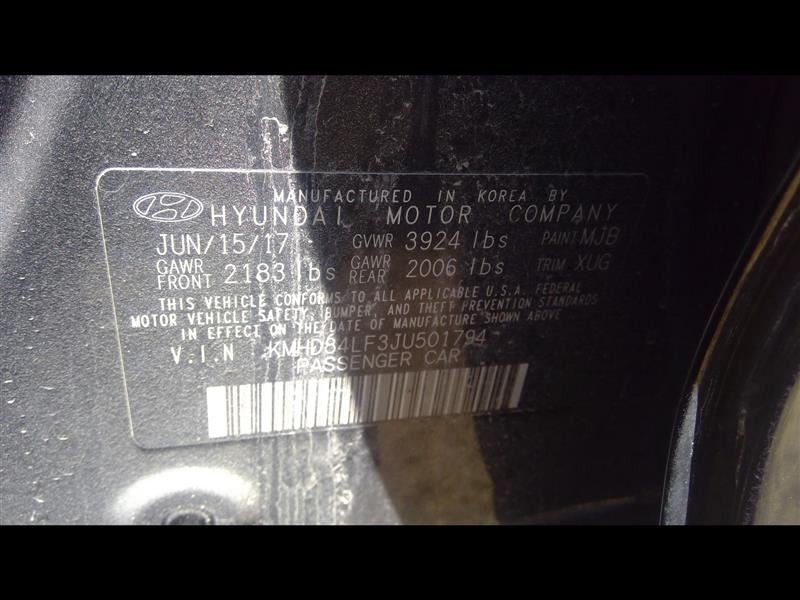 MANUFACTURED IN KOREA BY
HYUNDAI MOTOR COMPANY
JUN/15/17 GVWR 3924 lbs PAINT MJB
GAWR FRONT 2183 lbs GAWR REAR 2006 lbs TRIM XUG
THIS VEHICLE CONFORMS TO ALL APPLICABLE U.S.A. FEDERAL
MOTOR VEHICLE SAFETY, BUMPER, AND THEFT PREVENTION STANDARDS
IN EFFECT ON THE DATE OF MANUFACTURE SHOWN ABOVE
V.I.N KMHD84LF3JU501794
PASSENGER CAR